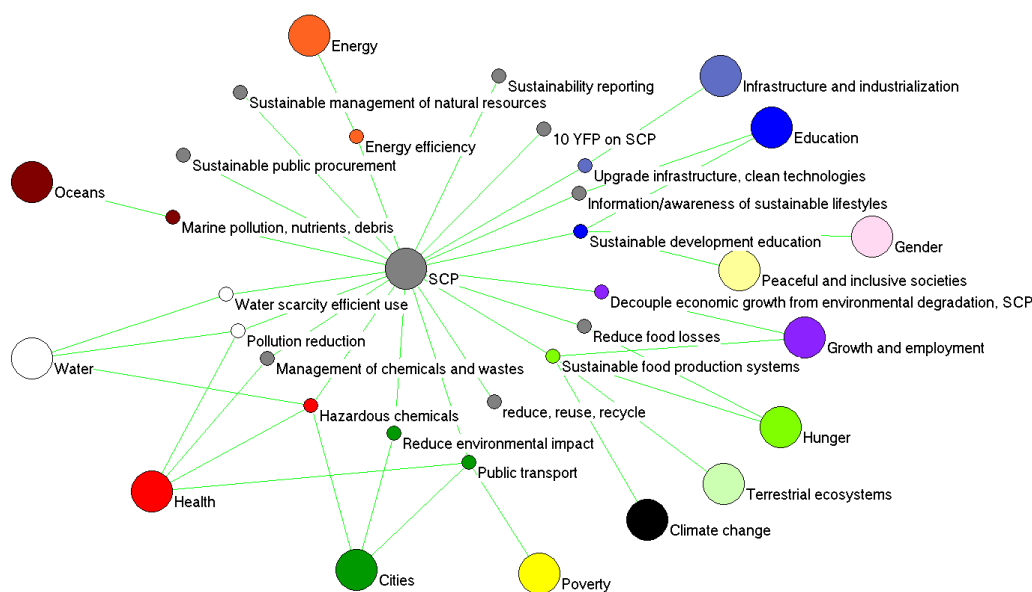 Energy
Sustainability reporting
Infrastructure and industrialization
Sustainable management of natural resources
10 YFP on SCP
Education
Energy efficiency
Sustainable public procurement
Upgrade infrastructure, clean technologies
Oceans
Information/awareness of sustainable lifestyles
Marine pollution, nutrients, debris
Sustainable development education
Gender
SCP
Peaceful and inclusive societies
Water scarcity efficient use
Decouple economic growth from environmental degradation, SCP
Pollution reduction
Reduce food losses
Growth and employment
Water
Management of chemicals and wastes
Sustainable food production systems
Hazardous chemicals
reduce, reuse, recycle
Reduce environmental impact
Hunger
Public transport
Health
Terrestrial ecosystems
Climate change
Cities
Poverty